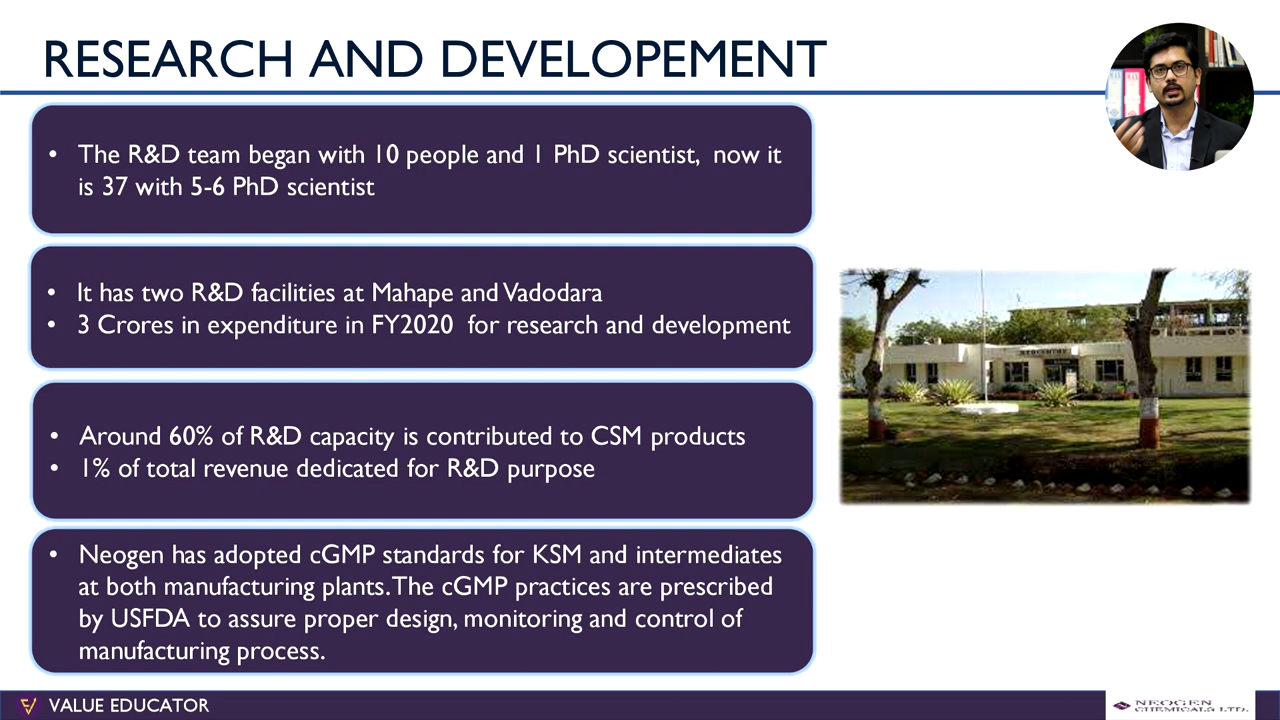 RESEARCH AND DEVELOPEMENT
• The R&D team began with 10 people and 1 PhD scientist, now it
is 37 with 5-6 PhD scientist
• It has two R&D facilities at Mahape and Vadodara
• 3 Crores in expenditure in FY2020 for research and development
• Around 60% of R&D capacity is contributed to CSM products
• 1% of total revenue dedicated for R&D purpose
• Neogen has adopted cGMP standards for KSM and intermediates
at both manufacturing plants. The cGMP practices are prescribed
by USFDA to assure proper design, monitoring and control of
manufacturing process.
VALUE EDUCATOR
NEOGEN
CHEMICALS LTD.